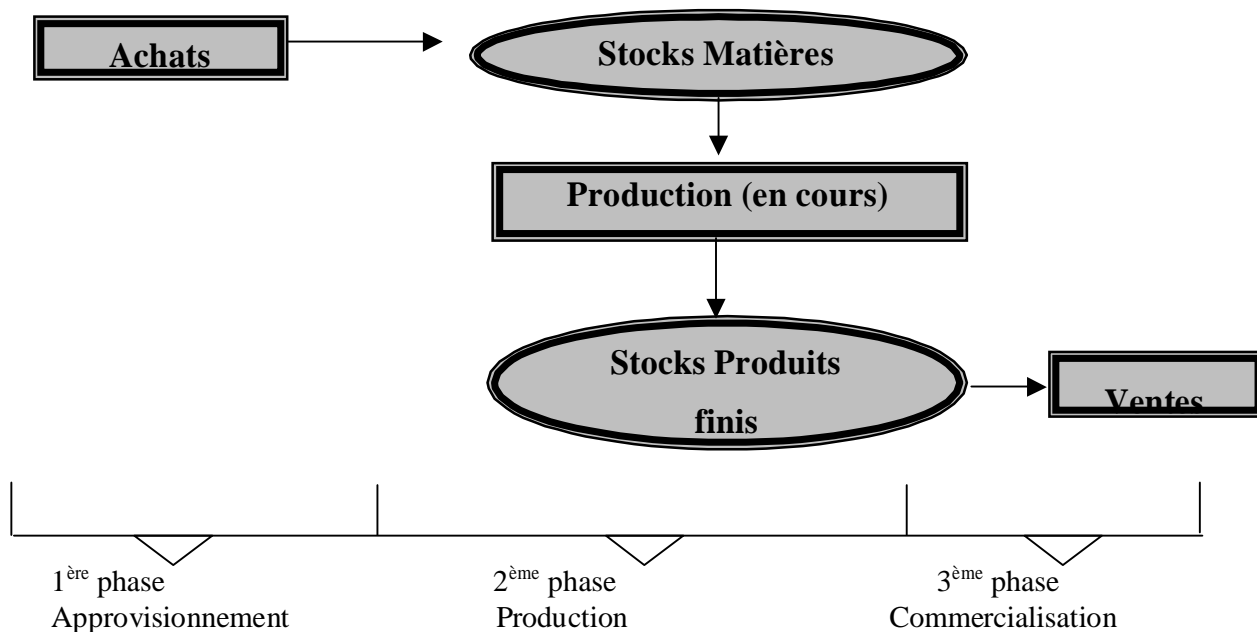 Achats
Stocks Matières
Production (en cours)
Stocks Produits
finis
Ventes
1ère phase
Approvisionnement
2ème phase
Production
3ème phase
Commercialisation